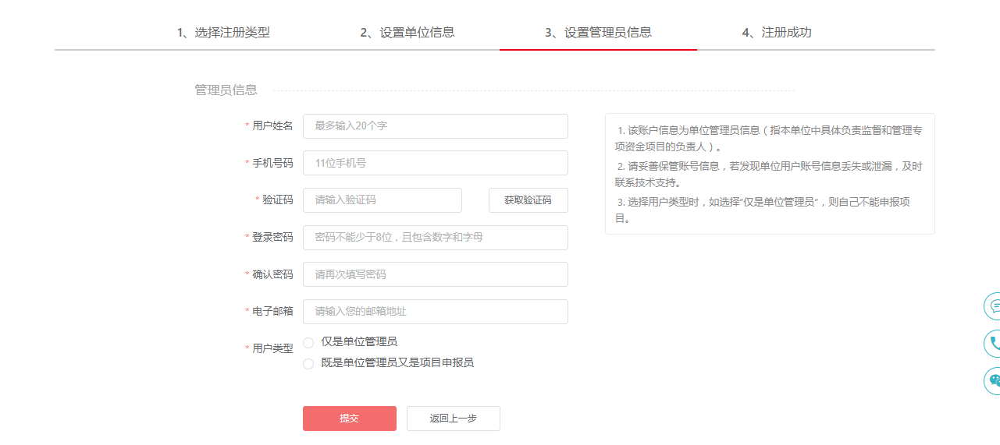 1、选择注册类型
2、设置单位信息
3、设置管理员信息
4、注册成功
管理员信息
* 用户姓名
最多输入20个字
* 手机号码
11位手机号
* 验证码
请输入验证码
获取验证码
* 登录密码
密码不能少于8位，且包含数字和字母
* 确认密码
请再次填写密码
* 电子邮箱
请输入您的邮箱地址
* 用户类型
仅是单位管理员
既是单位管理员又是项目申报员
提交
返回上一步
1. 该账户信息为单位管理员信息（指本单位中具体负责监督和管理专
项资金项目的负责人）。
2. 请妥善保管账号信息，若发现单位用户账号信息丢失或泄漏，及时
联系技术支持。
3. 选择用户类型时，如选择“仅是单位管理员”，则自己不能申报项
目。